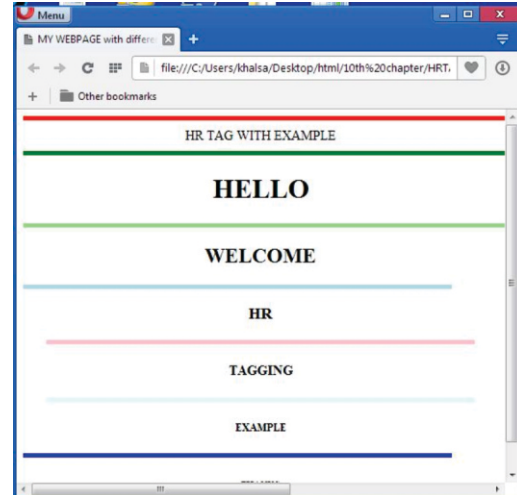 Menu
MY WEBPAGE with differe
file:///C:/Users/khalsa/Desktop/html/10th%20chapter/HRT
Other bookmarks
HR TAG WITH EXAMPLE
HELLO
WELCOME
HR
TAGGING
EXAMPLE